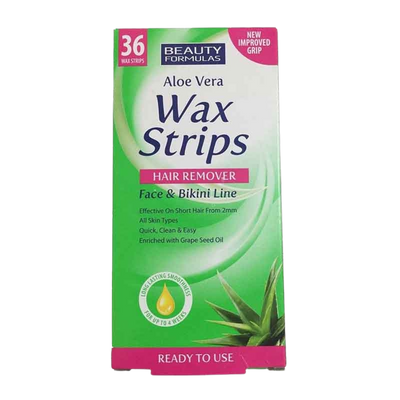 36
WAX STRIPS
BEAUTY
FORMULAS
NEW
IMPROVED
GRIP
Aloe Vera
Wax
Strips
HAIR REMOVER
Face & Bikini Line
Effective On Short Hair From 2mm
All Skin Types
Quick, Clean & Easy
Enriched with Grape Seed Oil
LONG LASTING SMOOTHNESS
FOR UP TO 4 WEEKS
READY TO USE